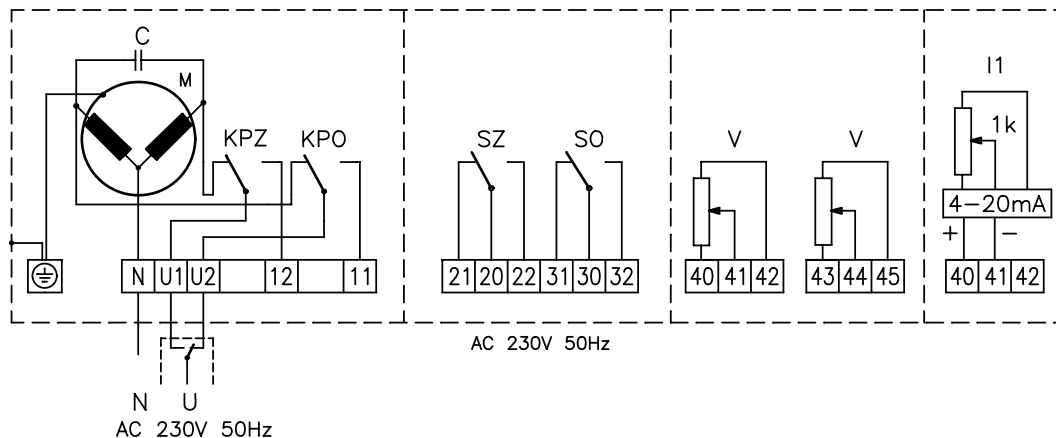 C
M
KPZ KPO
SZ SO
V V
I1
1k
4-20mA
+ -
N U1 U2 12 11
21 20 22 31 30 32
40 41 42
43 44 45
40 41 42
AC 230V 50Hz
N U
AC 230V 50Hz